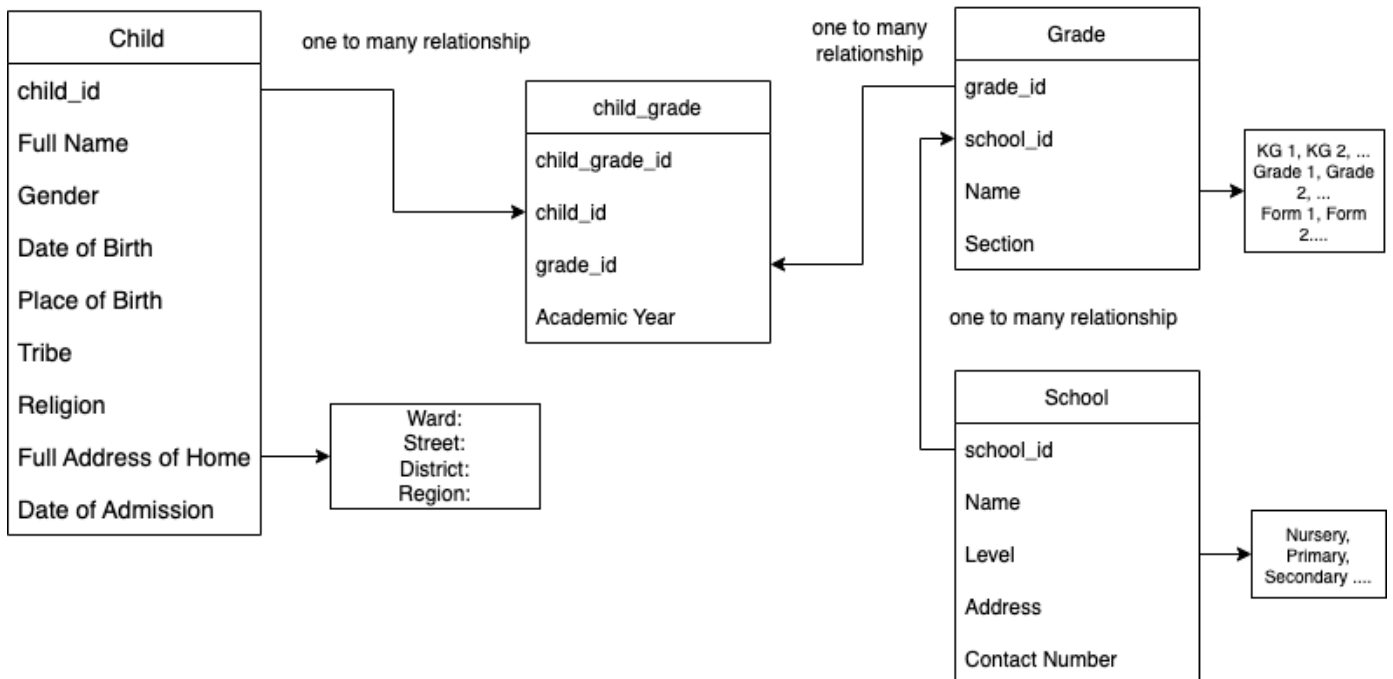 Child
child_id
Full Name
Gender
Date of Birth
Place of Birth
Tribe
Religion
Full Address of Home
Date of Admission
one to many relationship
Ward:
Street:
District:
Region:
child_grade
child_grade_id
child_id
grade_id
Academic Year
one to many
relationship
Grade
grade_id
school_id
Name
Section
KG 1, KG 2, ...
Grade 1, Grade
2, ...
Form 1, Form
2....
one to many relationship
School
school_id
Name
Level
Address
Contact Number
Nursery,
Primary,
Secondary ....